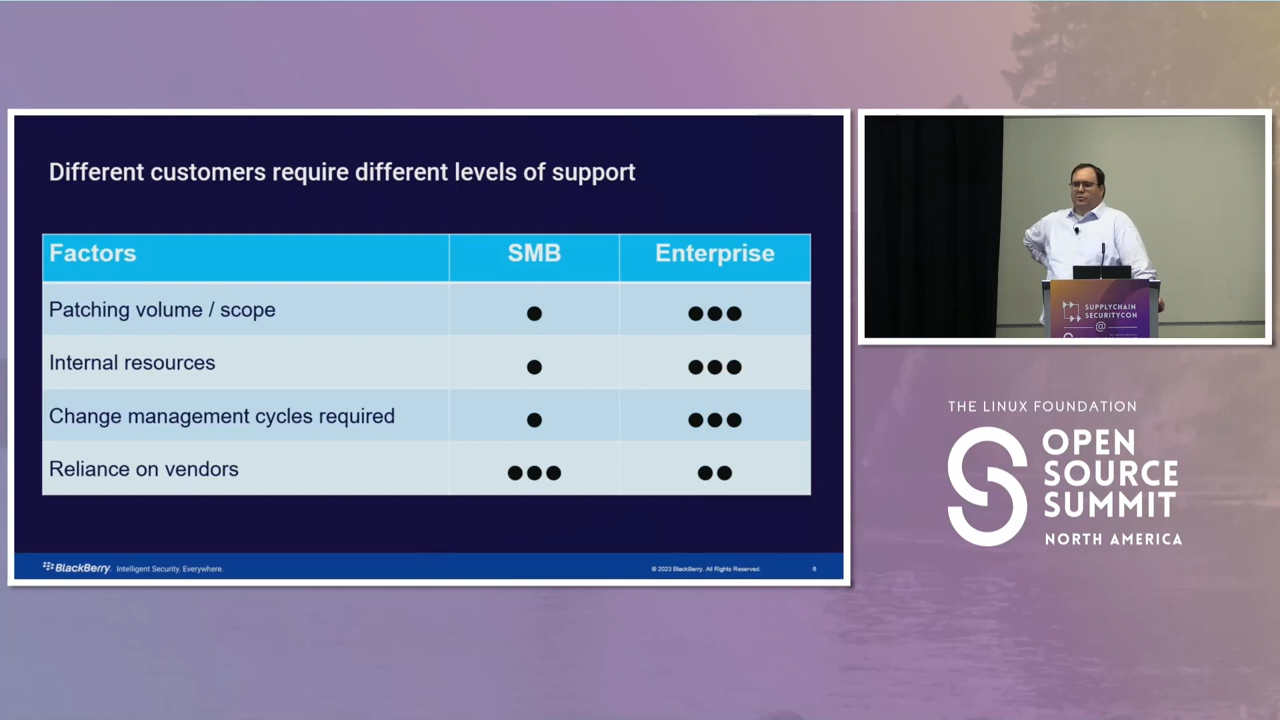 Different customers require different levels of support
Factors SMB Enterprise
Patching volume / scope ● ●●●
Internal resources ● ●●●
Change management cycles required ● ●●●
Reliance on vendors ●●● ●●
BlackBerry. Intelligent Security. Everywhere. © 2023 BlackBerry. All Rights Reserved. 6
SUPPLYCHAIN
SECURITYCON
@
THE LINUX FOUNDATION
OPEN
SOURCE
SUMMIT
NORTH AMERICA